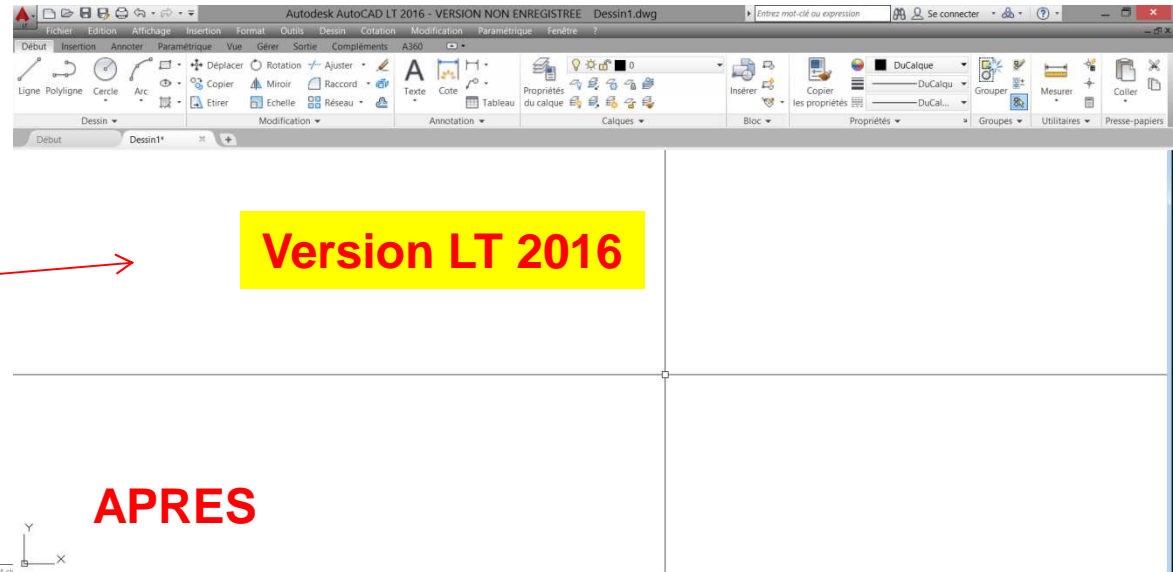 Autodesk AutoCAD LT 2016 - VERSION NON ENREGISTREE Dessin1.dwg Entrez mot-clé ou expression Se connecter
Fichier Edition Affichage Insertion Format Outils Dessin Cotation Modification Paramétrique Fenêtre ?
Début Insertion Annoter Paramétrique Vue Gérer Sortie Compléments A360
Déplacer Rotation Ajuster 0 DuCalque
Copier Miroir Raccord DuCalqu
Ligne Polyligne Cercle Arc Texte Cote Propriétés Insérer Copier Grouper Mesurer Coller
Etirer Echelle Réseau Tableau du calque les propriétés DuCal...
Dessin Modification Annotation Calques Bloc Propriétés Groupes Utilitaires Presse-papiers
Début Dessin1* +
Version LT 2016
APRES
Y
X